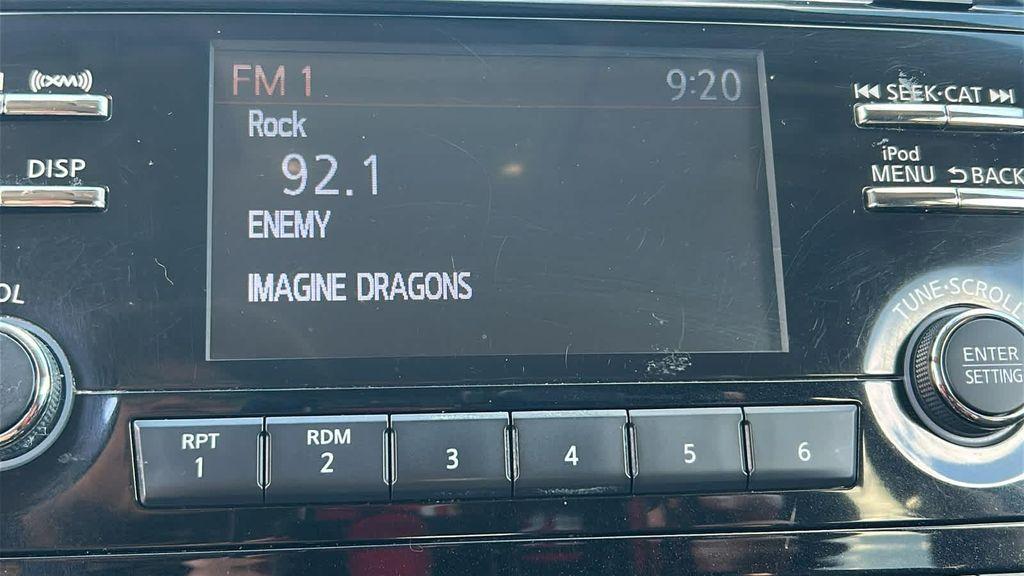 ((XM))
DISP
OL
FM 1 9:20
Rock
92.1
ENEMY
IMAGINE DRAGONS
SEEK·CAT
iPod
MENU BACK
TUNE·SCROLL
ENTER
SETTING
RPT
1
RDM
2
3
4
5
6